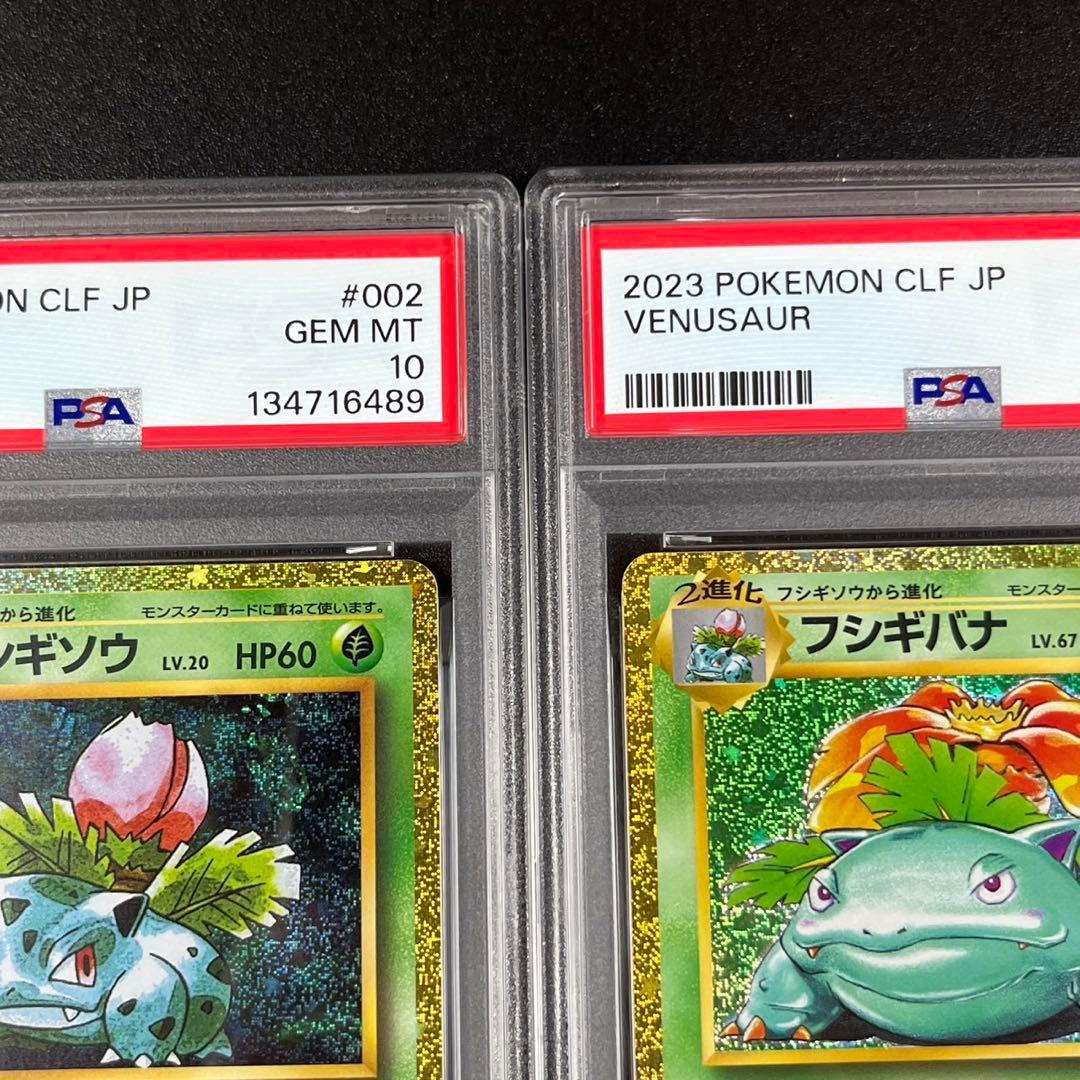 ON CLF JP
#002
GEM MT
10
134716489
PSA
から進化
モンスターカードに重ねて使います。
シギソウ LV.20 HP60
2023 POKEMON CLF JP
VENUSAUR
PSA
2進化 フシギソウから進化
モンスターカ
フシギバナ LV.67